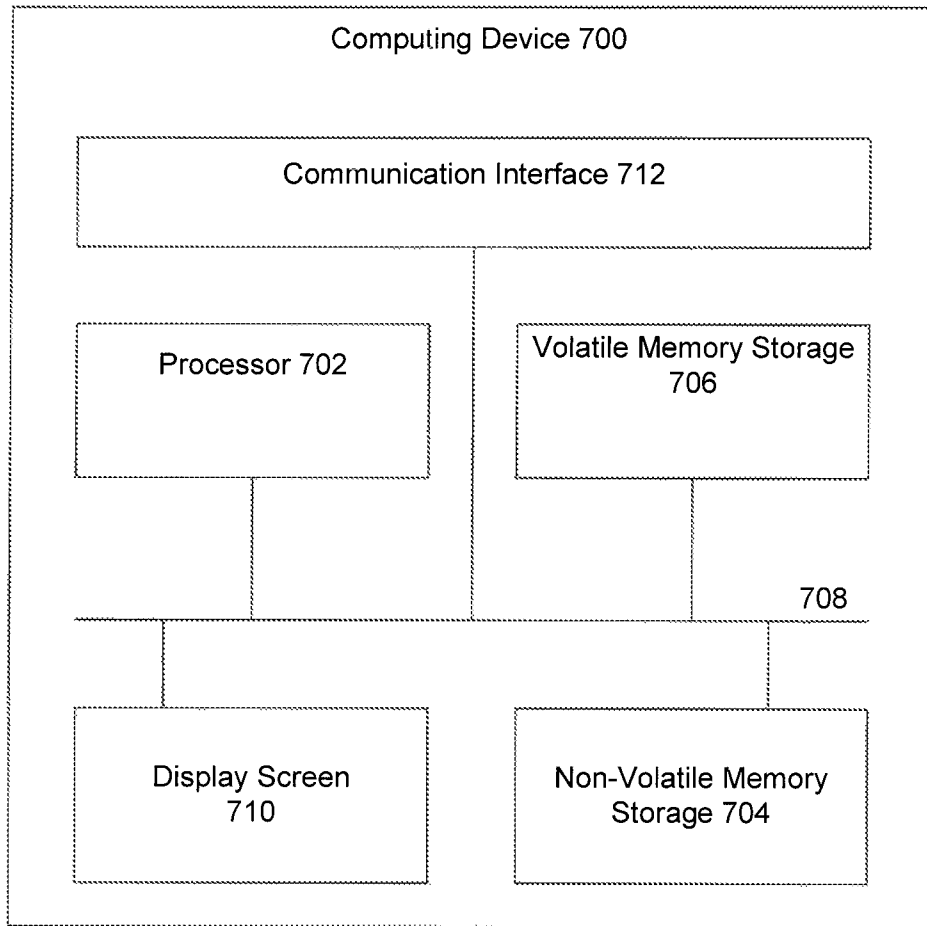 Computing Device 700
Communication Interface 712
Processor 702
Volatile Memory Storage
706
708
Display Screen
710
Non-Volatile Memory
Storage 704